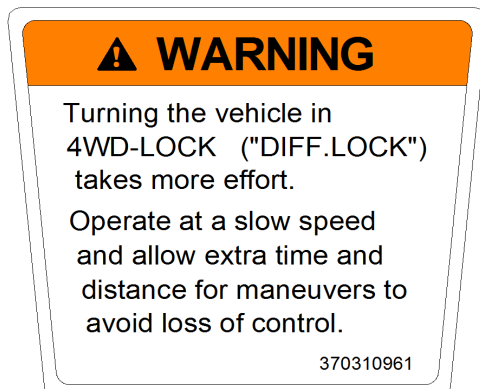 WARNING
Turning the vehicle in
4WD-LOCK ("DIFF.LOCK")
takes more effort.
Operate at a slow speed
and allow extra time and
distance for maneuvers to
avoid loss of control.
370310961